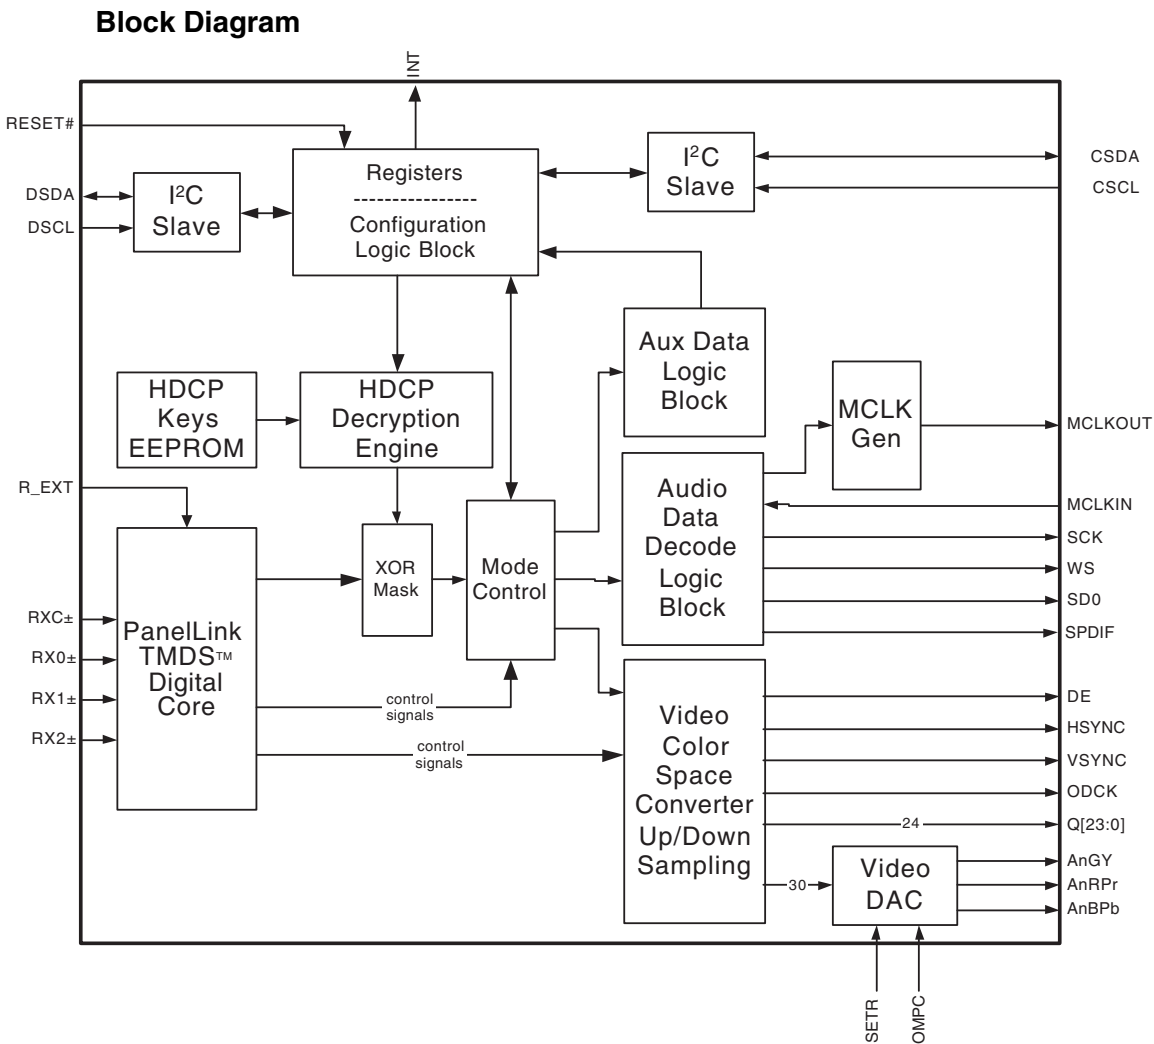 Block Diagram
INT
RESET#
DSDA
DSCL
I²C
Slave
Registers
----------------
Configuration
Logic Block
I²C
Slave
CSDA
CSCL
HDCP
Keys
EEPROM
HDCP
Decryption
Engine
Aux Data
Logic
Block
MCLK
Gen
MCLKOUT
R_EXT
RXC±
RX0±
RX1±
RX2±
PanelLink
TMDS™
Digital
Core
XOR
Mask
Mode
Control
Audio
Data
Decode
Logic
Block
MCLKIN
SCK
WS
SD0
SPDIF
control
signals
control
signals
Video
Color
Space
Converter
Up/Down
Sampling
DE
HSYNC
VSYNC
ODCK
24
Q[23:0]
30
Video
DAC
AnGY
AnRPr
AnBPb
SETR
OMPC